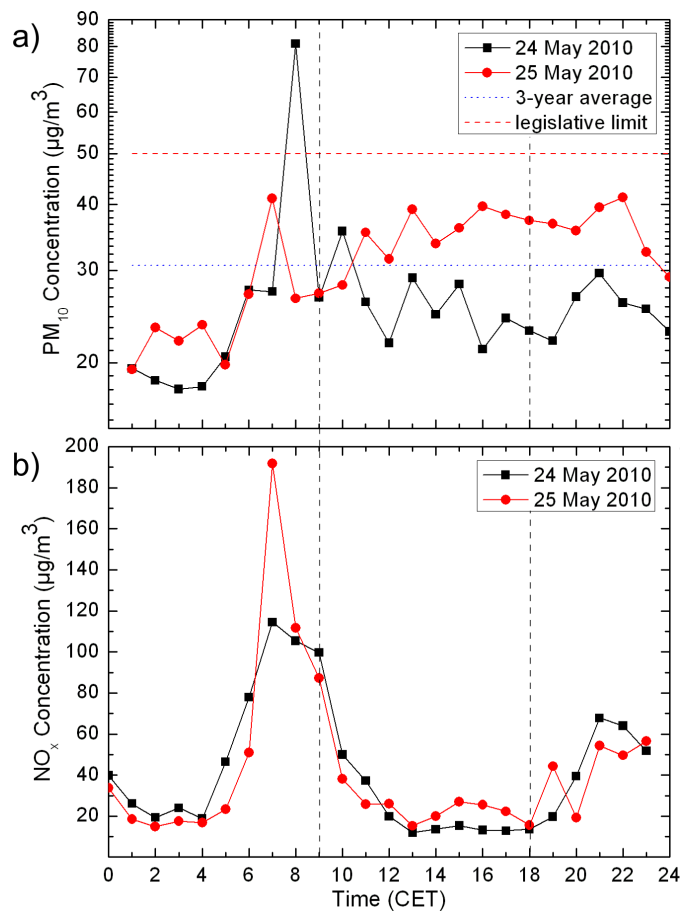 a)
PM10 Concentration (µg/m³)
90
80
70
60
50
40
30
20
24 May 2010
25 May 2010
3-year average
legislative limit
b)
NOx Concentration (µg/m³)
200
180
160
140
120
100
80
60
40
20
24 May 2010
25 May 2010
0 2 4 6 8 10 12 14 16 18 20 22 24
Time (CET)